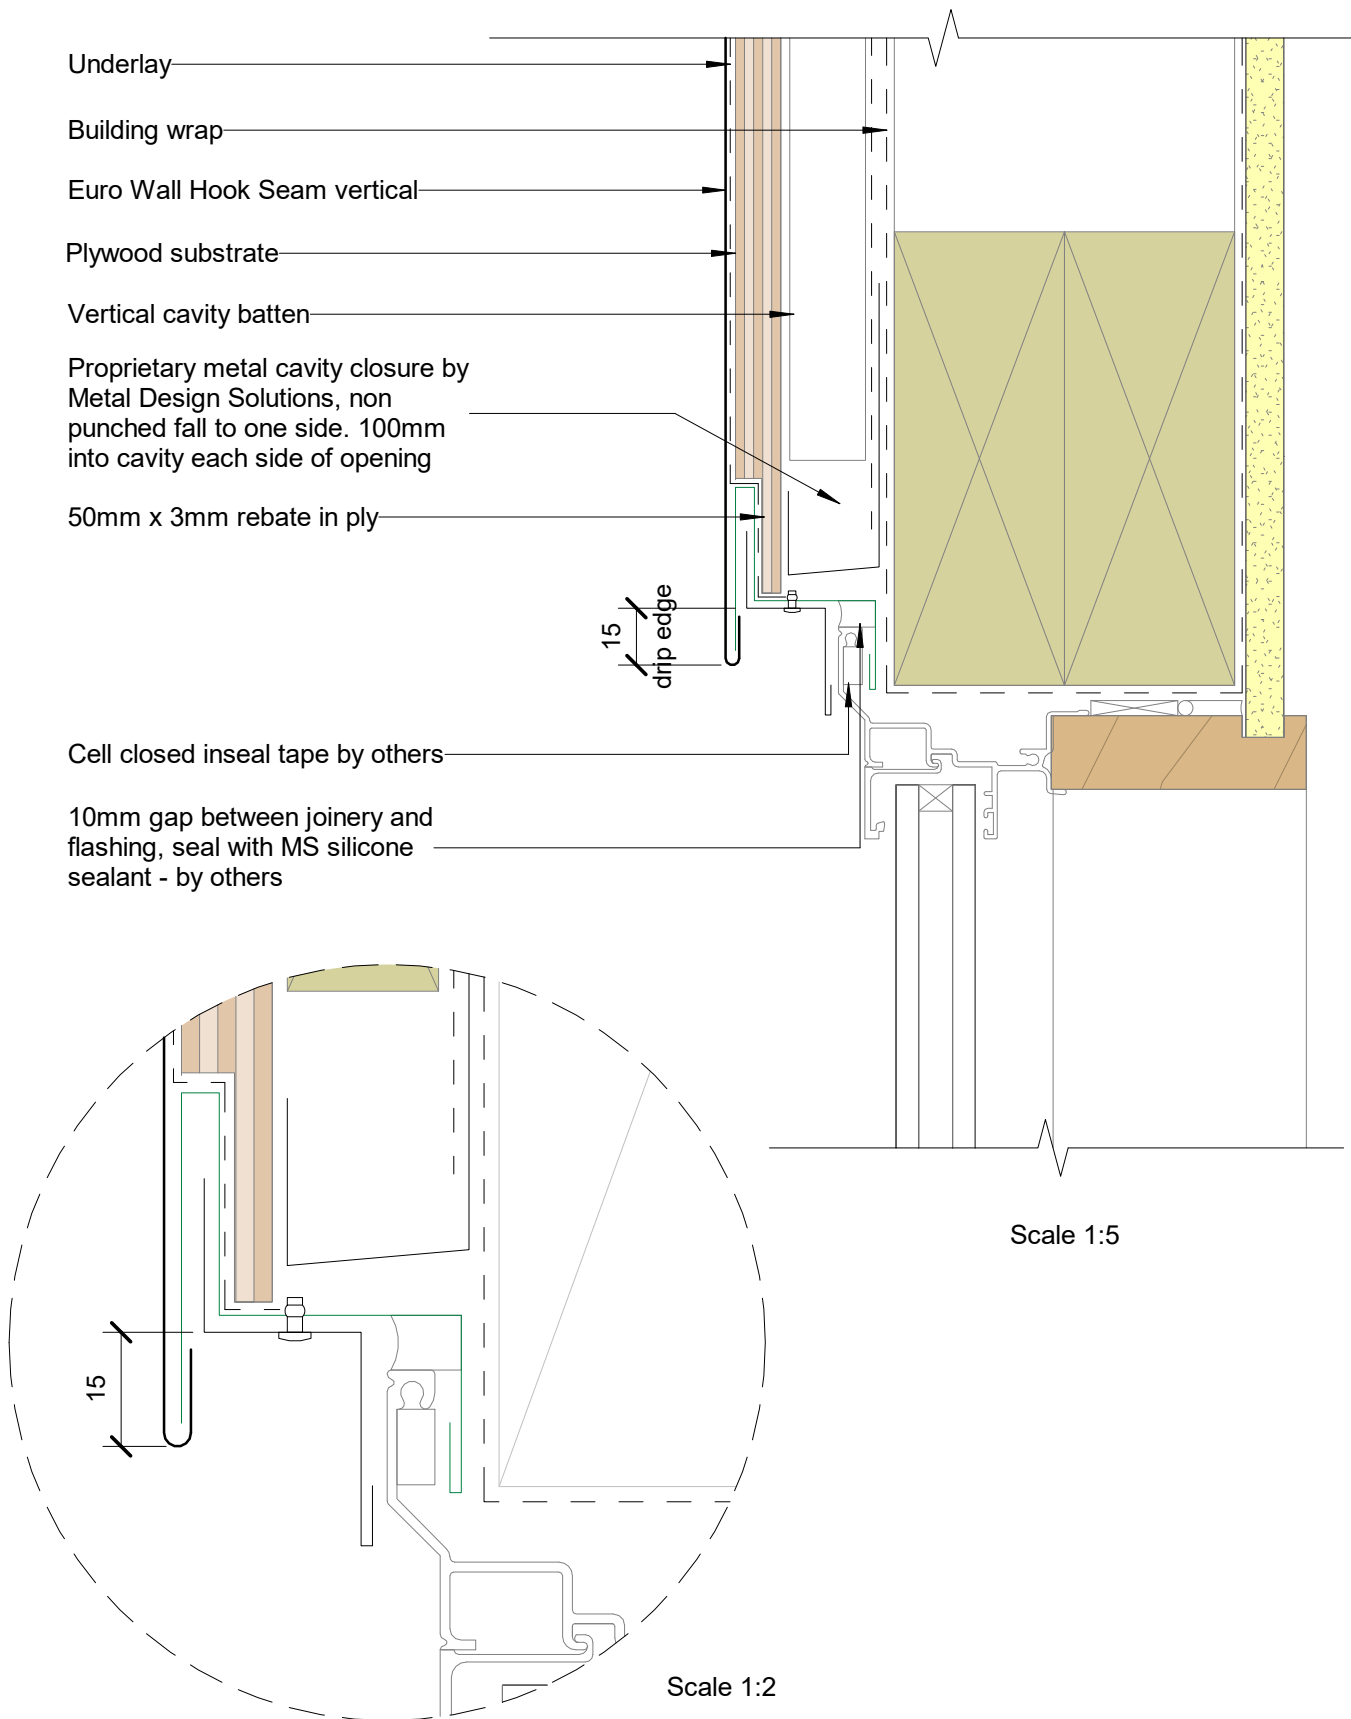 Underlay
Building wrap
Euro Wall Hook Seam vertical
Plywood substrate
Vertical cavity batten
Proprietary metal cavity closure by
Metal Design Solutions, non
punched fall to one side. 100mm
into cavity each side of opening
50mm x 3mm rebate in ply
15
drip edge
Cell closed inseal tape by others
10mm gap between joinery and
flashing, seal with MS silicone
sealant - by others
Scale 1:5
15
Scale 1:2